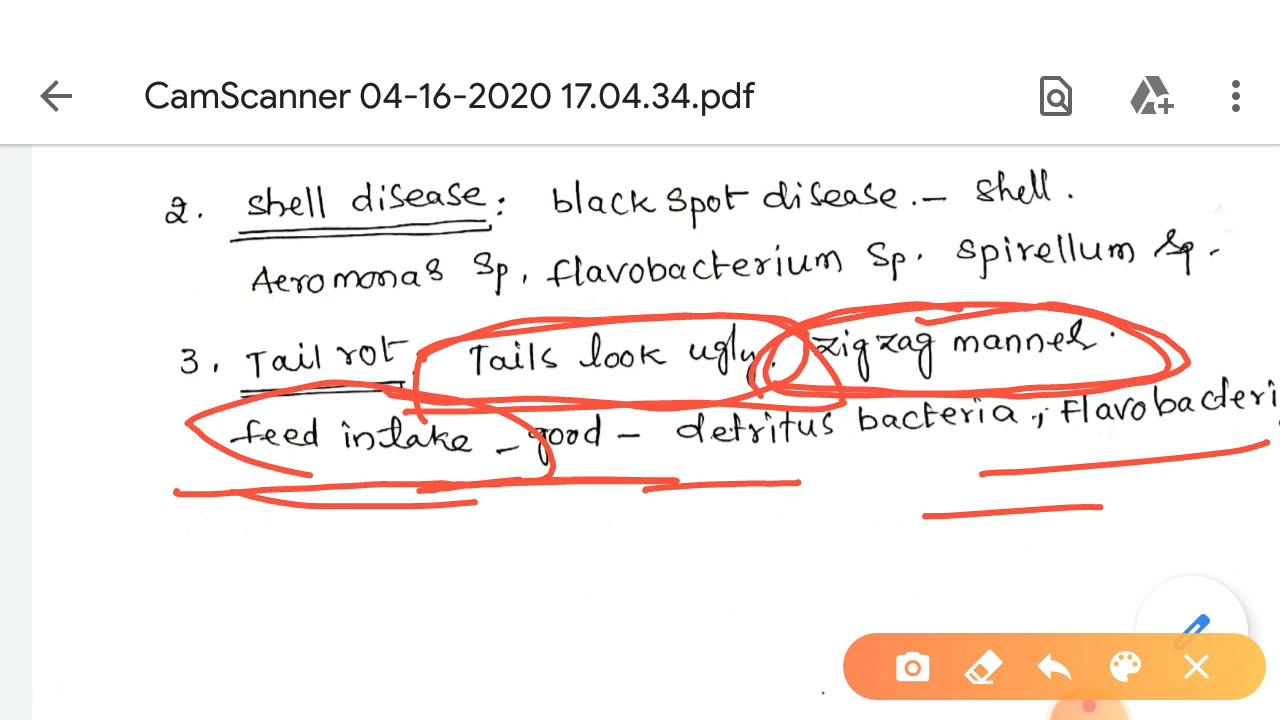 CamScanner 04-16-2020 17.04.34.pdf
2. shell disease: black spot disease. - shell.
Aeromonas sp, flavobacterium sp. spirellum sp.
3. Tail rot. Tails look ugly. zigzag manner.
feed intake - good - detritus bacteria, Flavobacteri